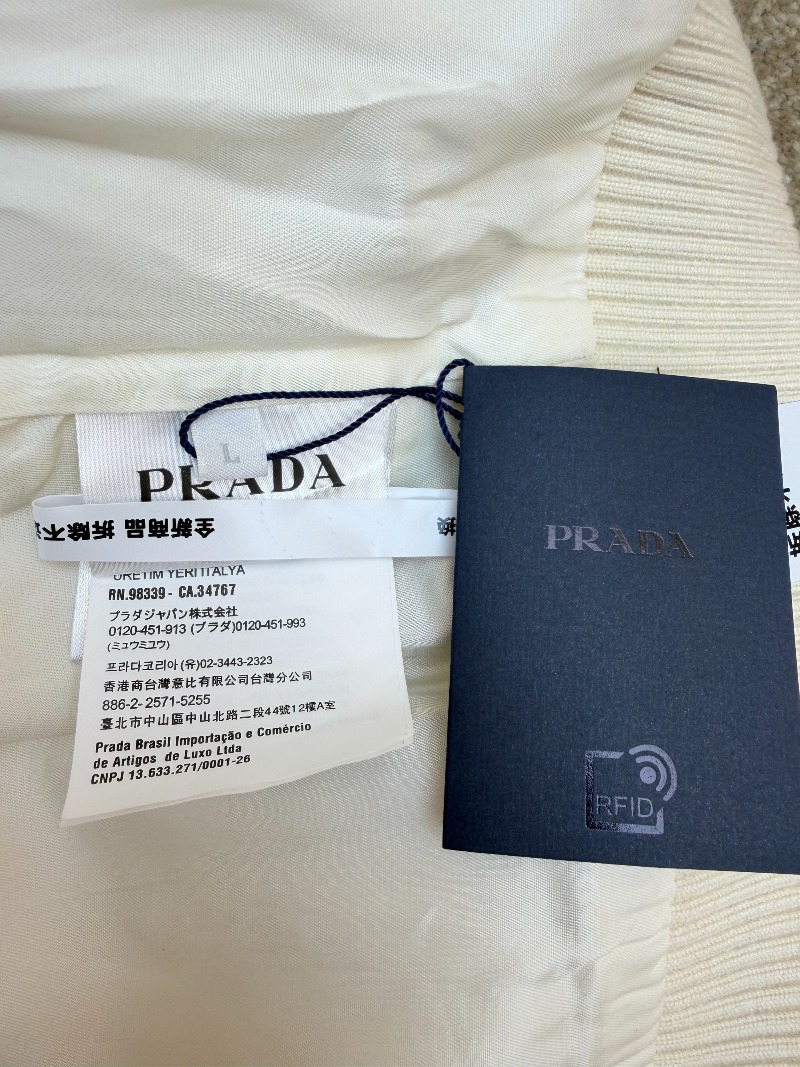 L
PRADA
全新商品 拆除不
换
ÜRETİM YERİ İTALYA
RN.98339 - CA.34767
プラダジャパン株式会社
0120-451-913 (プラダ)0120-451-993
(ミュウミュウ)
프라다코리아 (유)02-3443-2323
香港商台灣意比有限公司台灣分公司
886-2- 2571-5255
臺北市中山區中山北路二段44號12樓A室
Prada Brasil Importação e Comércio
de Artigos de Luxo Ltda
CNPJ 13.633.271/0001-26
PRADA
RFID